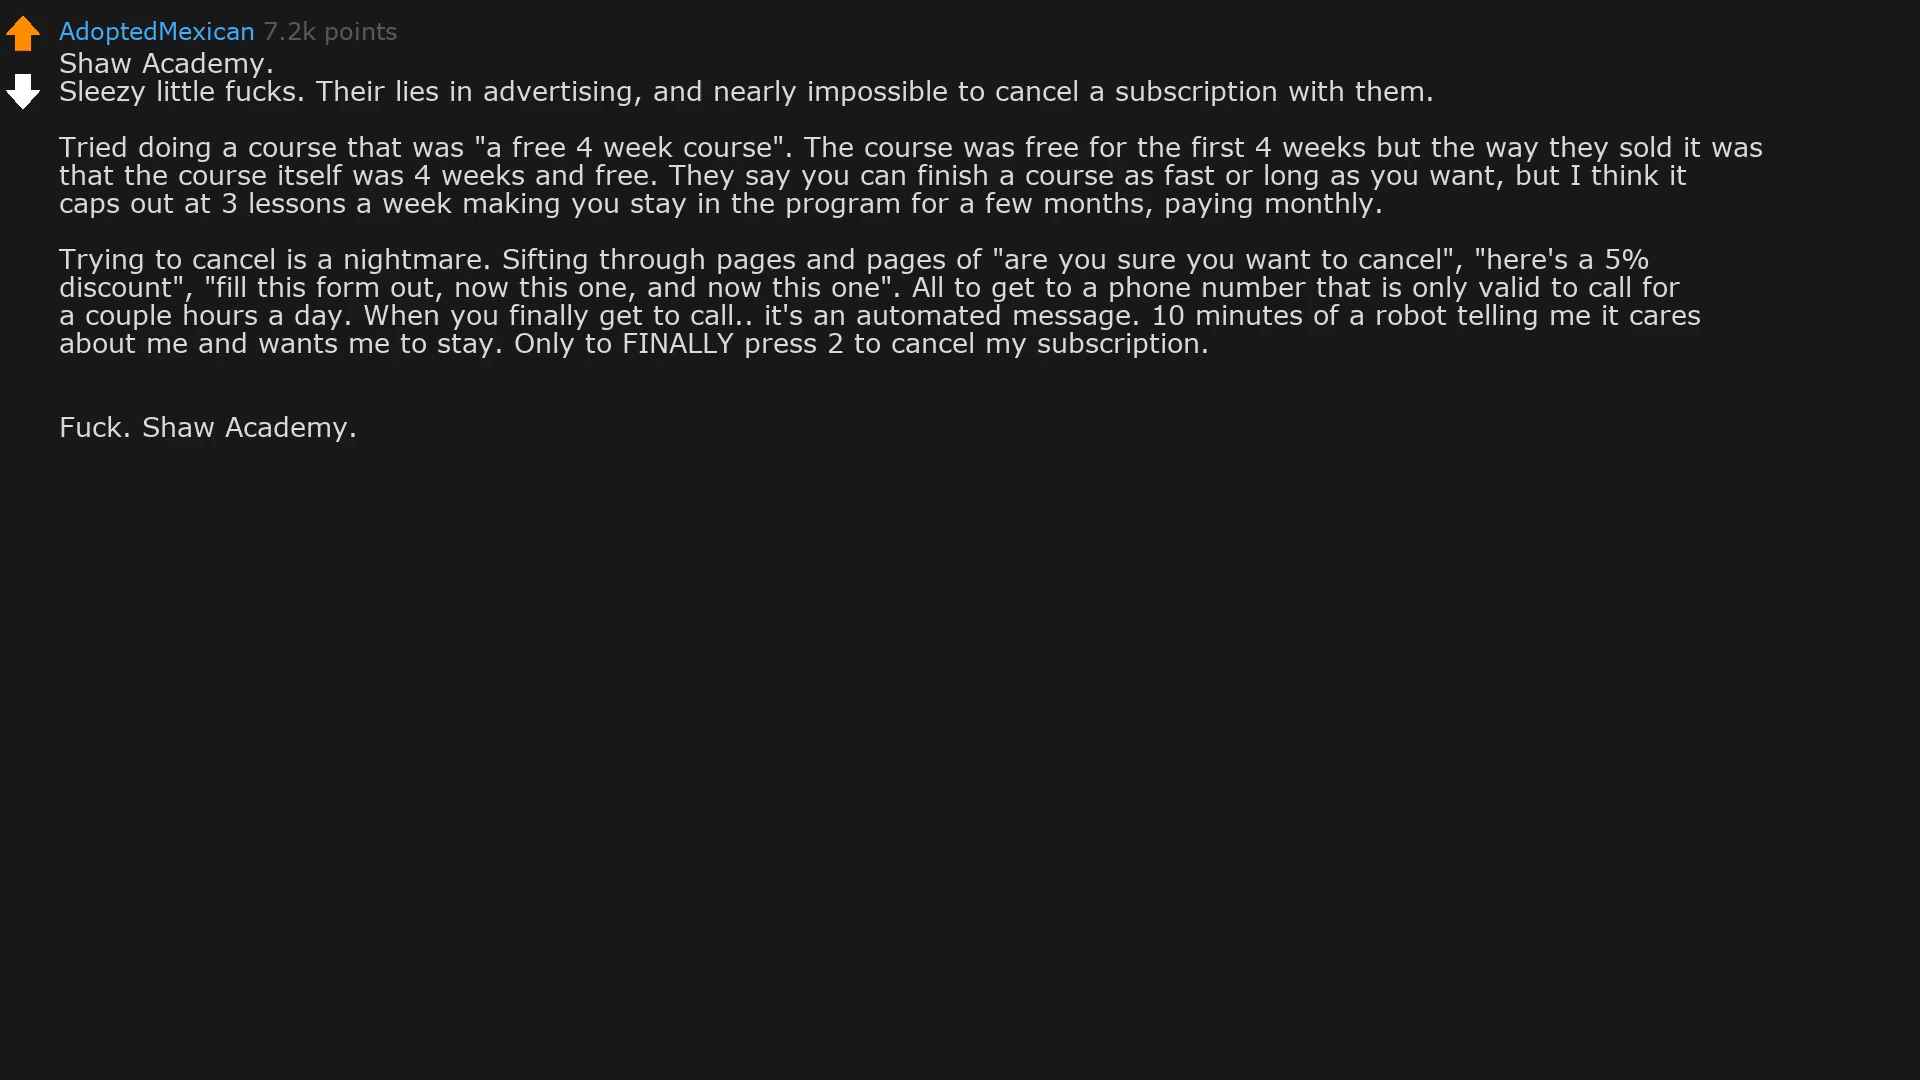 AdoptedMexican 7.2k points
Shaw Academy.
Sleezy little fucks. Their lies in advertising, and nearly impossible to cancel a subscription with them.
Tried doing a course that was "a free 4 week course". The course was free for the first 4 weeks but the way they sold it was
that the course itself was 4 weeks and free. They say you can finish a course as fast or long as you want, but I think it
caps out at 3 lessons a week making you stay in the program for a few months, paying monthly.
Trying to cancel is a nightmare. Sifting through pages and pages of "are you sure you want to cancel", "here's a 5%
discount", "fill this form out, now this one, and now this one". All to get to a phone number that is only valid to call for
a couple hours a day. When you finally get to call.. it's an automated message. 10 minutes of a robot telling me it cares
about me and wants me to stay. Only to FINALLY press 2 to cancel my subscription.
Fuck. Shaw Academy.